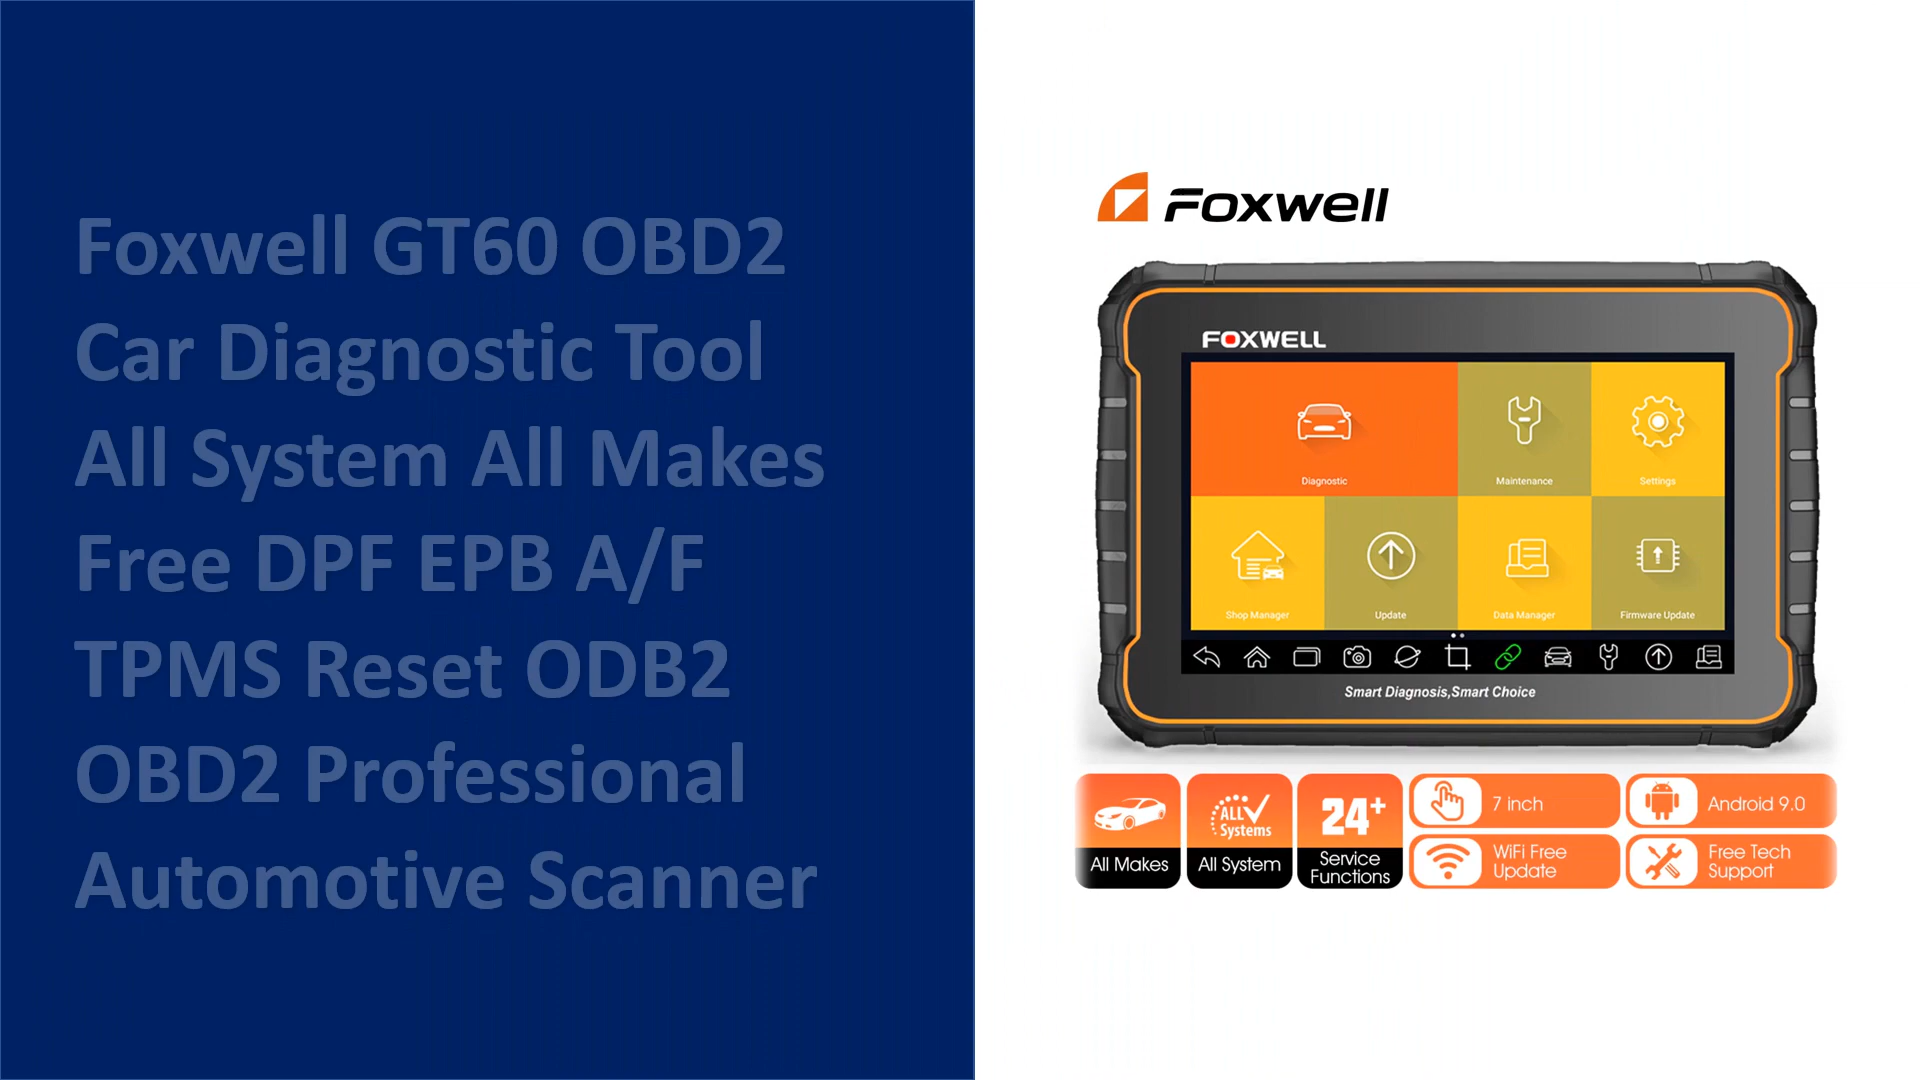 Foxwell GT60 OBD2
Car Diagnostic Tool
All System All Makes
Free DPF EPB A/F
TPMS Reset ODB2
OBD2 Professional
Automotive Scanner
Foxwell
FOXWELL
Diagnostic
Maintenance
Settings
Shop Manager
Update
Data Manager
Firmware Update
Smart Diagnosis,Smart Choice
All Makes
ALL
Systems
All System
24+
Service
Functions
7 inch
Android 9.0
WiFi Free
Update
Free Tech
Support